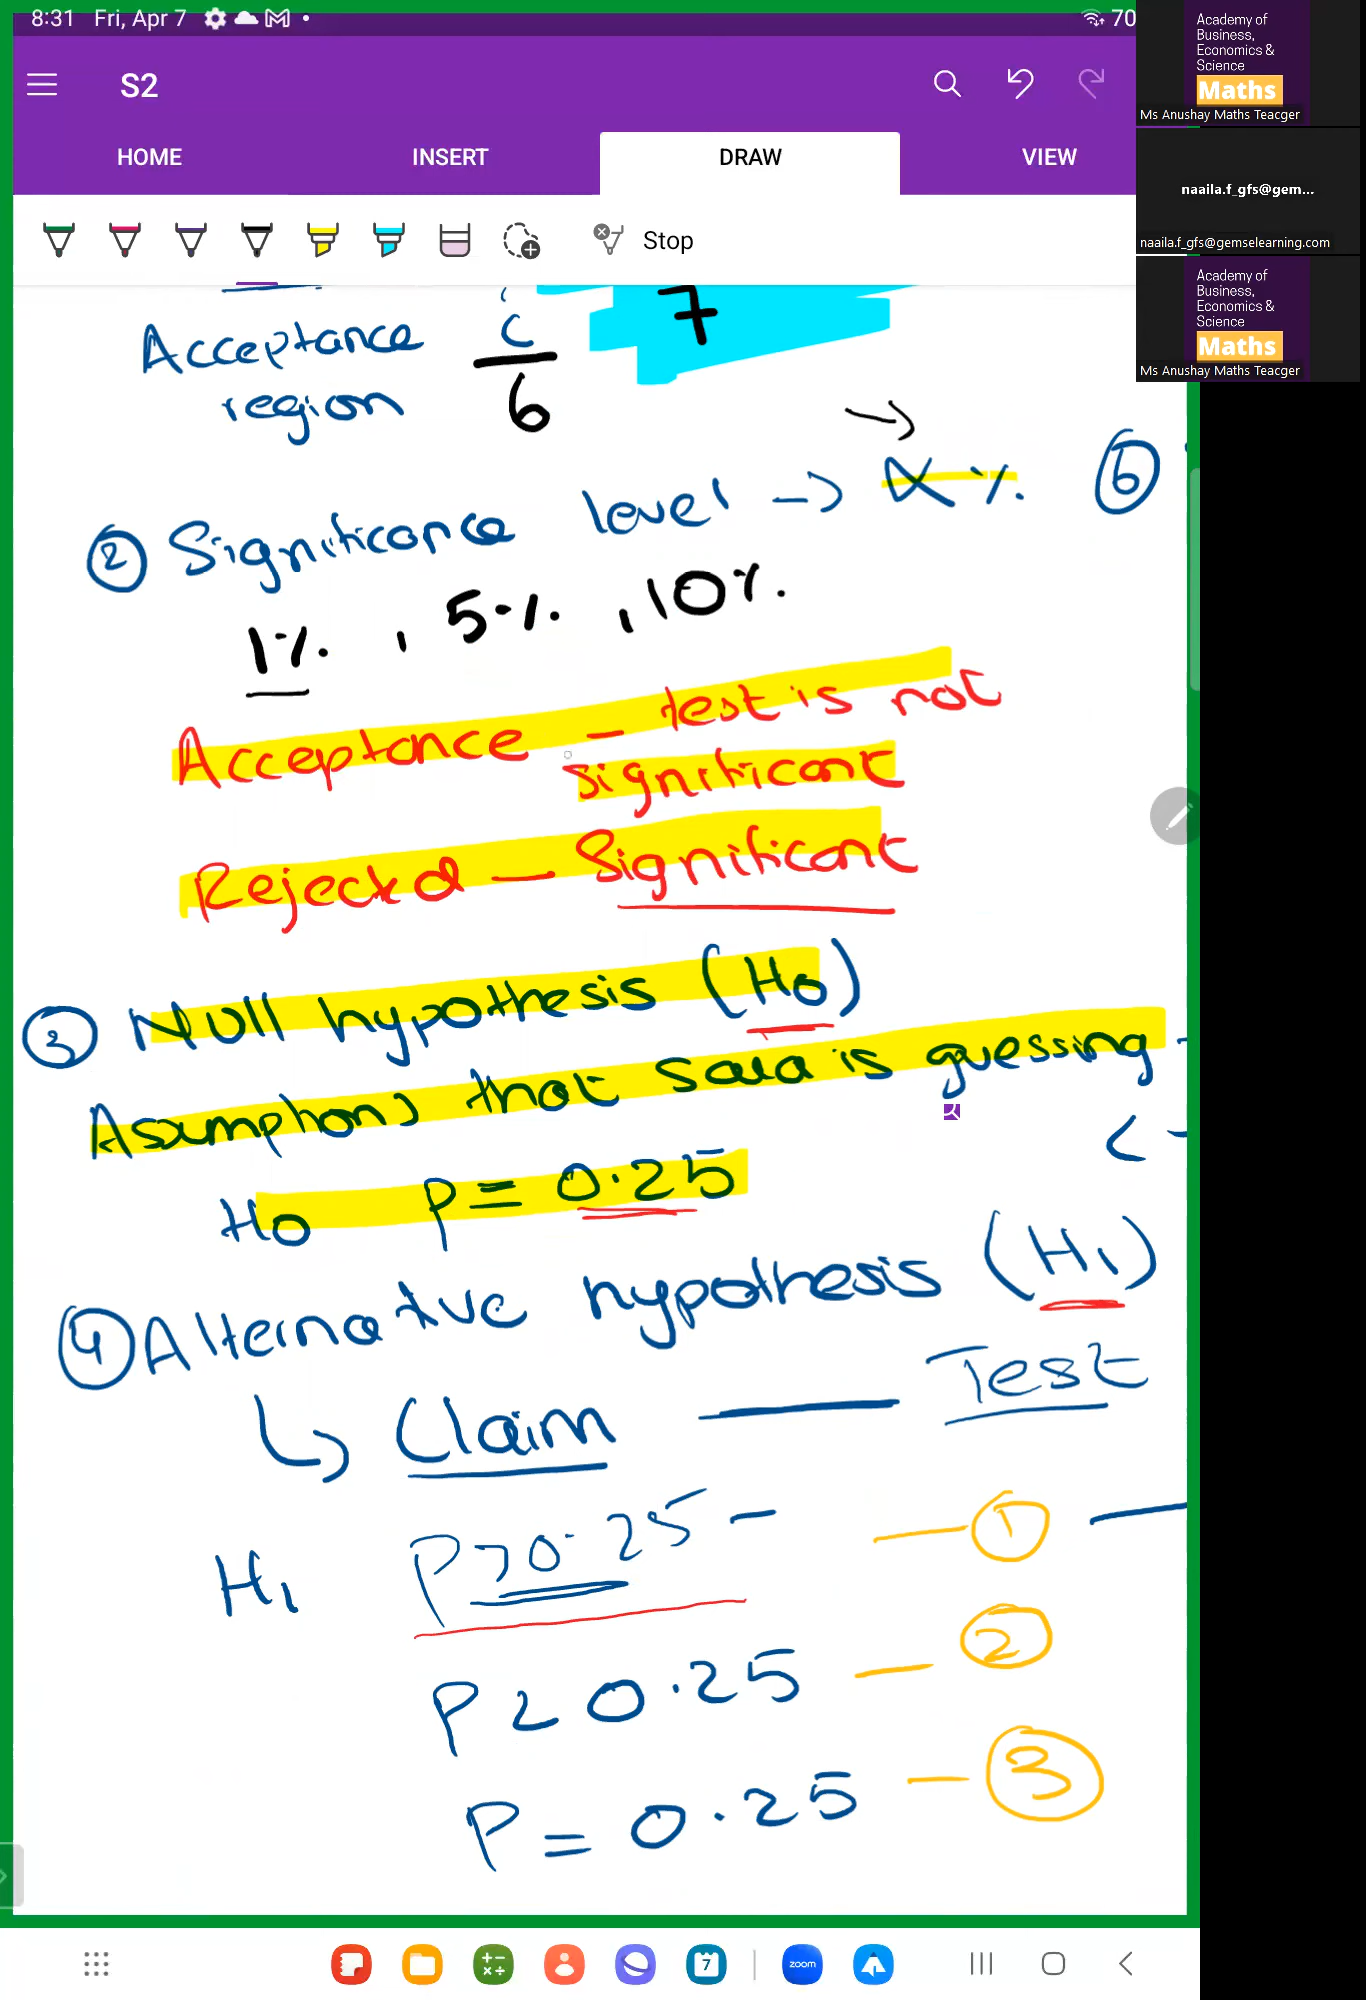 8:31 Fri, Apr 7
70
S2
HOME INSERT DRAW VIEW
Stop
Academy of
Business,
Economics &
Science
Maths
Ms Anushay Maths Teacger
naaila.f_gfs@gem...
naaila.f_gfs@gemselearning.com
Academy of
Business,
Economics &
Science
Maths
Ms Anushay Maths Teacger
Acceptance c 7
region 6
② Significance level -> α %. ⑥
1%. , 5%. , 10%.
Acceptance - test is not
significant
Rejected - Significant
③ Null hypothesis (H0)
Asumptions that Sara is guessing
H0 P = 0.25
④ Alternative hypothesis (H1)
↳ Claim — Test
H1 P > 0.25 - - ①
P < 0.25 - ②
P = 0.25 - ③
7
zoom